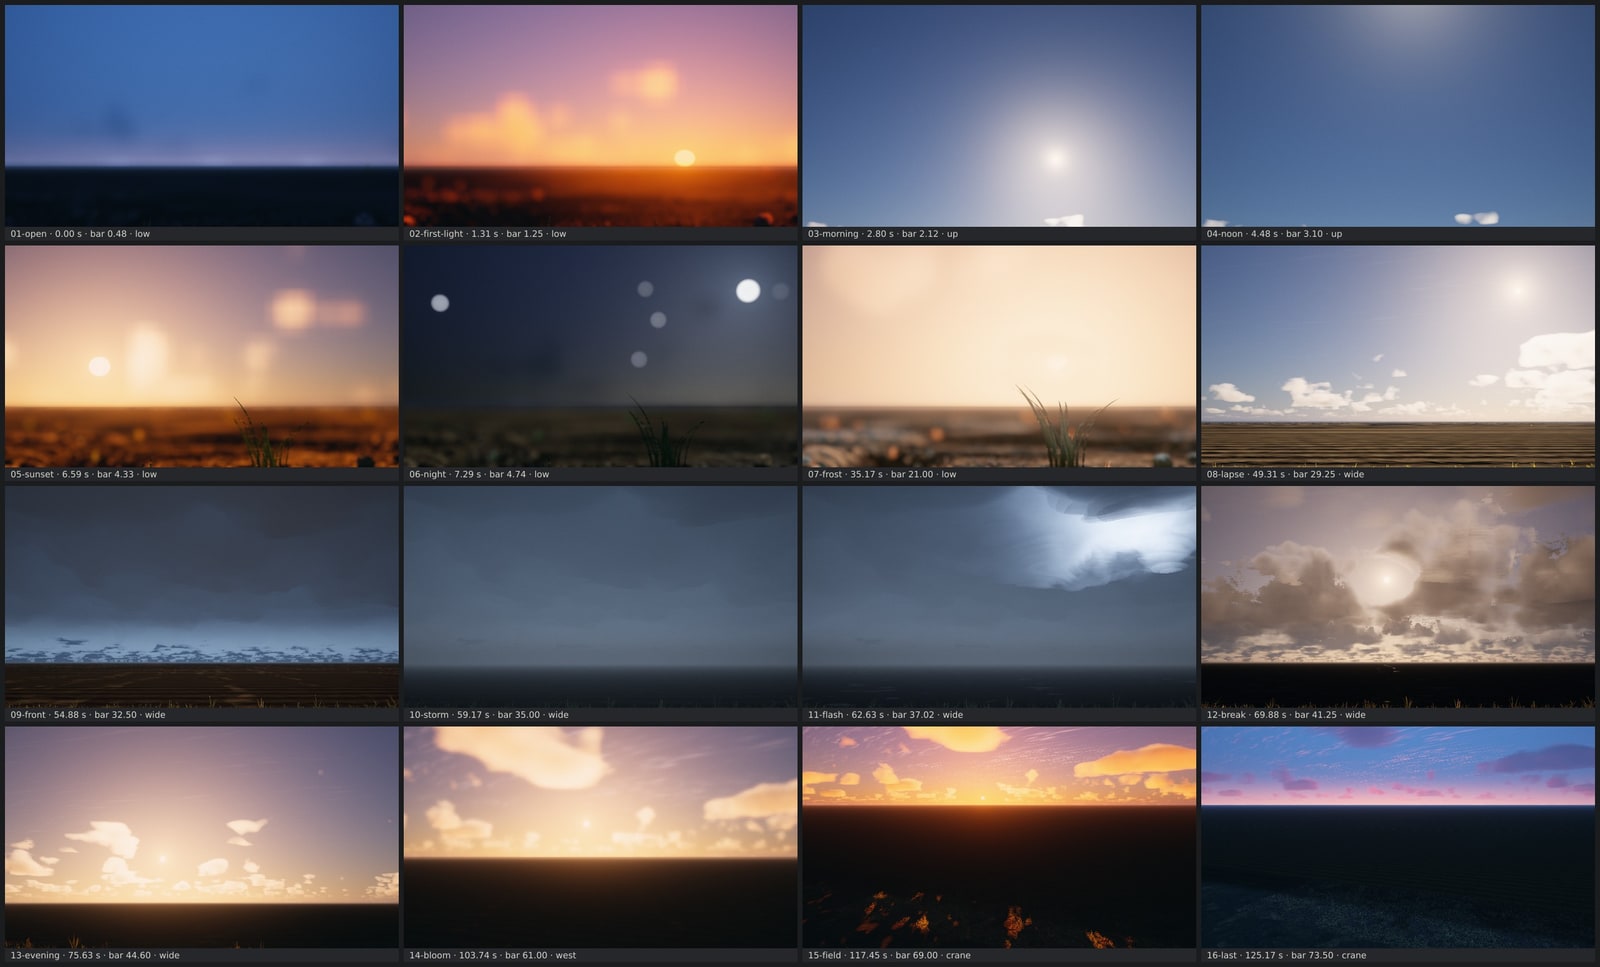 01-open · 0.00 s · bar 0.48 · low
02-first-light · 1.31 s · bar 1.25 · low
03-morning · 2.80 s · bar 2.12 · up
04-noon · 4.48 s · bar 3.10 · up
05-sunset · 6.59 s · bar 4.33 · low
06-night · 7.29 s · bar 4.74 · low
07-frost · 35.17 s · bar 21.00 · low
08-lapse · 49.31 s · bar 29.25 · wide
09-front · 54.88 s · bar 32.50 · wide
10-storm · 59.17 s · bar 35.00 · wide
11-flash · 62.63 s · bar 37.02 · wide
12-break · 69.88 s · bar 41.25 · wide
13-evening · 75.63 s · bar 44.60 · wide
14-bloom · 103.74 s · bar 61.00 · west
15-field · 117.45 s · bar 69.00 · crane
16-last · 125.17 s · bar 73.50 · crane